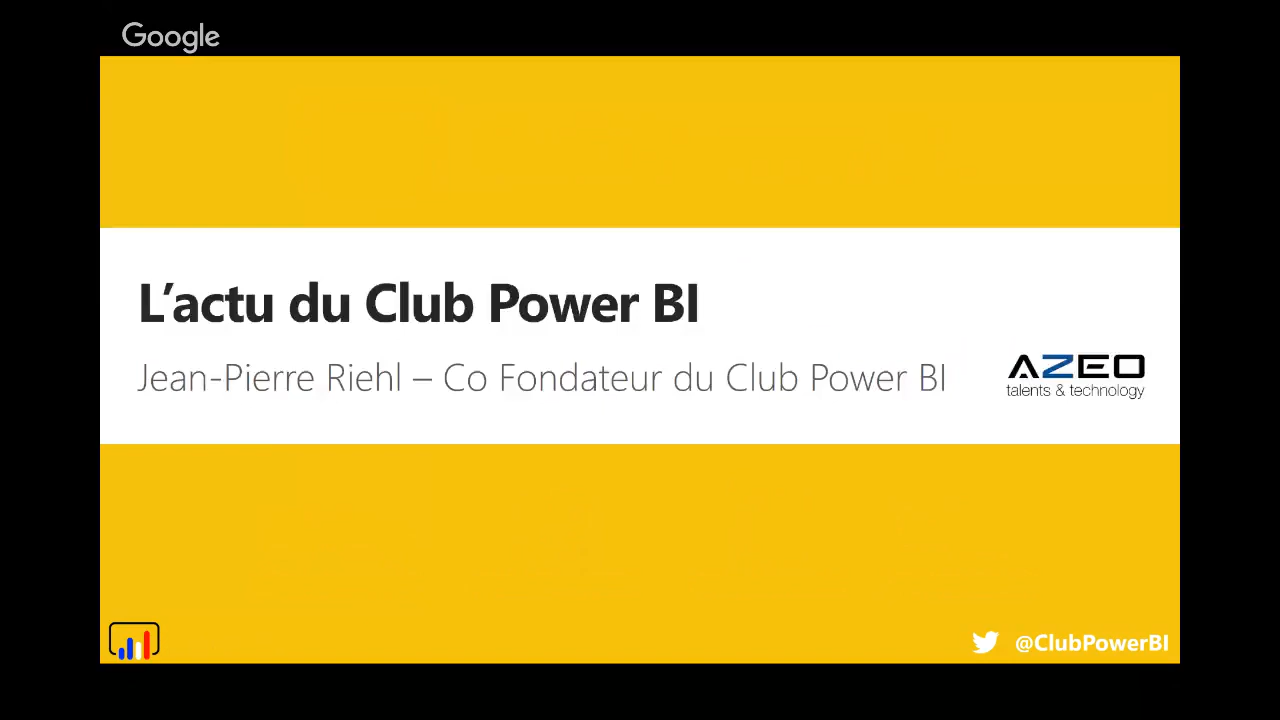 Google
L’actu du Club Power BI
Jean-Pierre Riehl – Co Fondateur du Club Power BI
AZEO
talents & technology
@ClubPowerBI